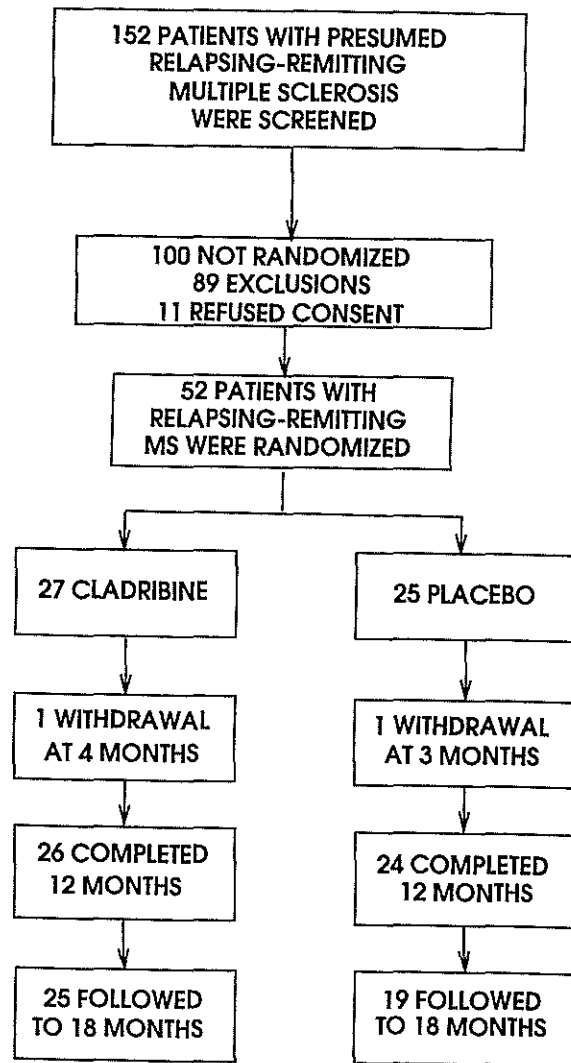 152 PATIENTS WITH PRESUMED
RELAPSING-REMITTING
MULTIPLE SCLEROSIS
WERE SCREENED
100 NOT RANDOMIZED
89 EXCLUSIONS
11 REFUSED CONSENT
52 PATIENTS WITH
RELAPSING-REMITTING
MS WERE RANDOMIZED
27 CLADRIBINE
25 PLACEBO
1 WITHDRAWAL
AT 4 MONTHS
1 WITHDRAWAL
AT 3 MONTHS
26 COMPLETED
12 MONTHS
24 COMPLETED
12 MONTHS
25 FOLLOWED
TO 18 MONTHS
19 FOLLOWED
TO 18 MONTHS